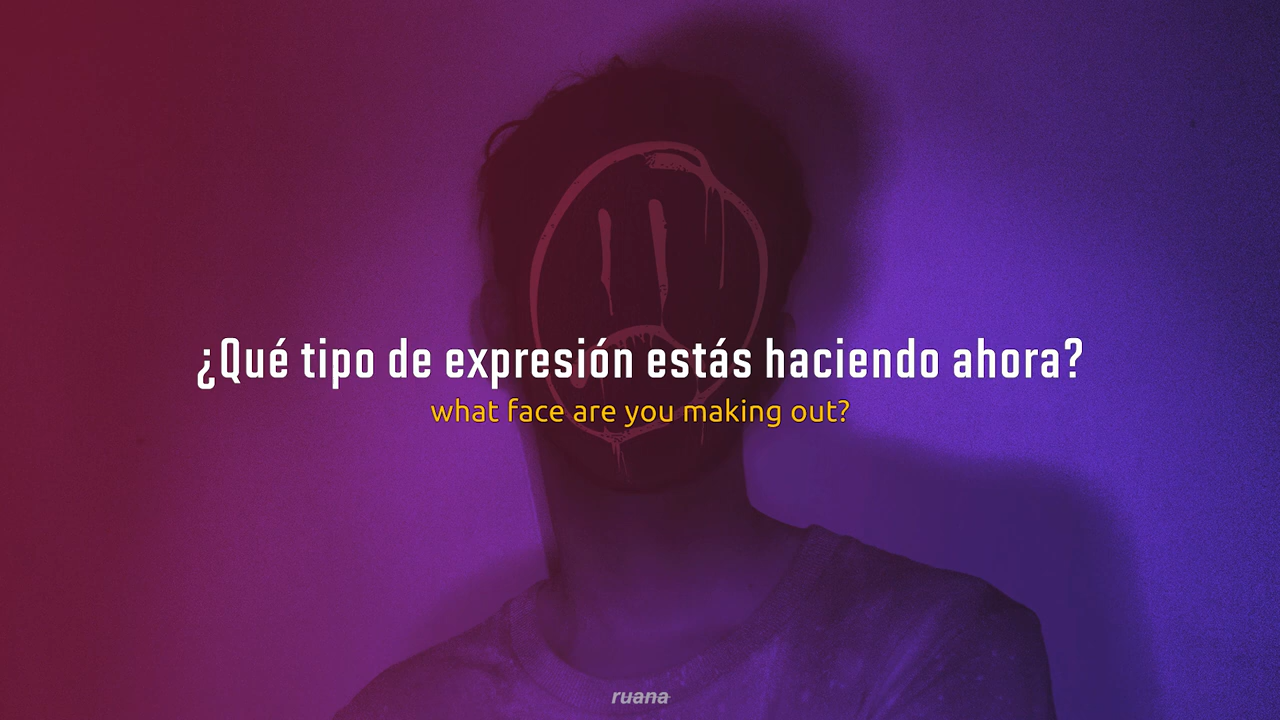 ¿Qué tipo de expresión estás haciendo ahora?
what face are you making out?
ruana